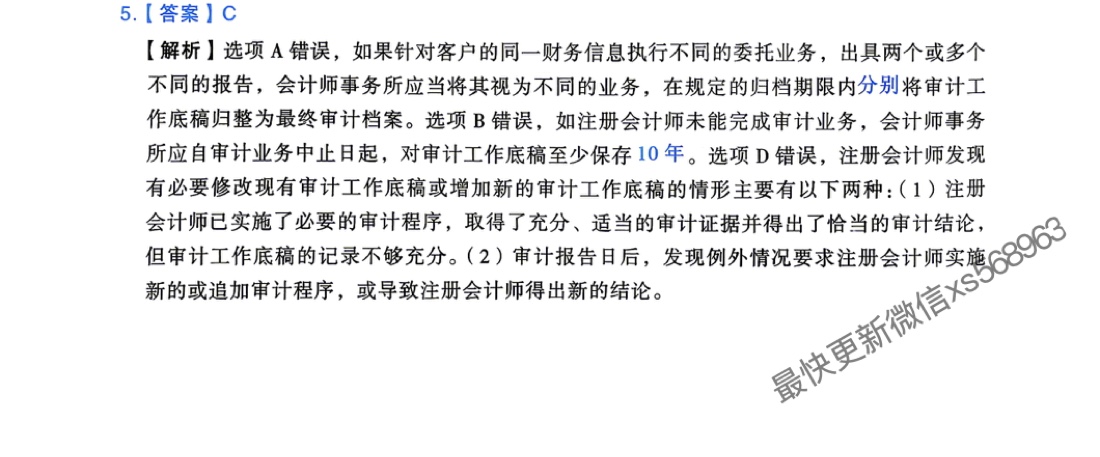 5.【答案】C
【解析】选项 A 错误，如果针对客户的同一财务信息执行不同的委托业务，出具两个或多个
不同的报告，会计师事务所应当将其视为不同的业务，在规定的归档期限内分别将审计工
作底稿归整为最终审计档案。选项 B 错误，如注册会计师未能完成审计业务，会计师事务
所应自审计业务中止日起，对审计工作底稿至少保存 10 年。选项 D 错误，注册会计师发现
有必要修改现有审计工作底稿或增加新的审计工作底稿的情形主要有以下两种：（1）注册
会计师已实施了必要的审计程序，取得了充分、适当的审计证据并得出了恰当的审计结论，
但审计工作底稿的记录不够充分。（2）审计报告日后，发现例外情况要求注册会计师实施
新的或追加审计程序，或导致注册会计师得出新的结论。
最快更新微信xs568963